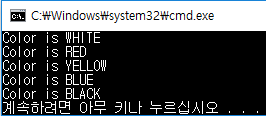 C:\Windows\system32\cmd.exe
Color is WHITE
Color is RED
Color is YELLOW
Color is BLUE
Color is BLACK
계속하려면 아무 키나 누르십시오 . . .